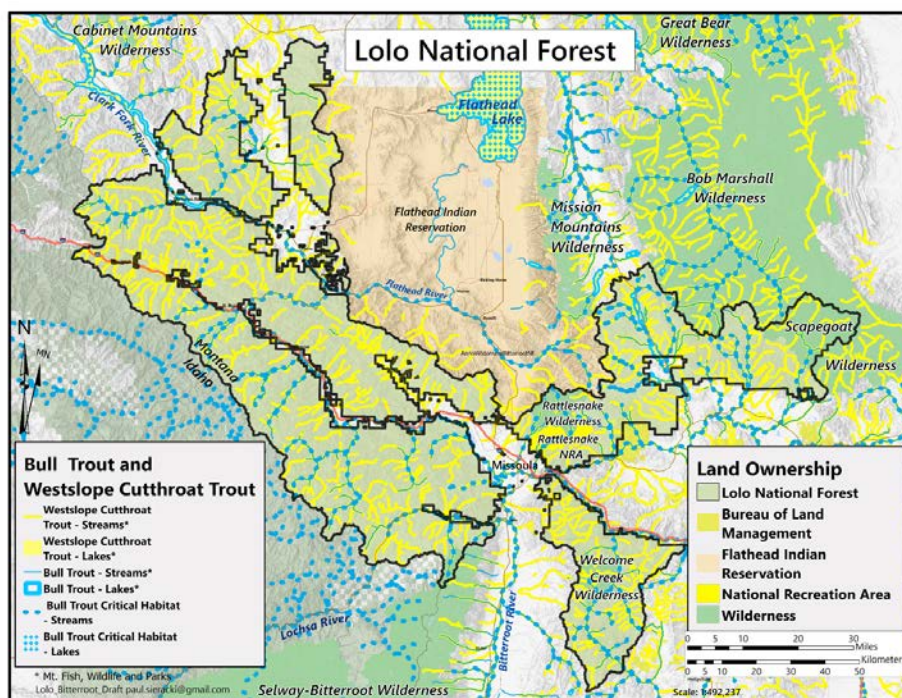 Lolo National Forest
Cabinet Mountains
Wilderness
Great Bear
Wilderness
Clark Fork River
Flathead
Lake
Bob Marshall
Wilderness
Flathead Indian
Reservation
Mission
Mountains
Wilderness
Flathead River
Scapegoat
Wilderness
N
MN
Montana
Idaho
Rattlesnake
Wilderness
Rattlesnake
NRA
Missoula
Welcome
Creek
Wilderness
Lochsa River
Bitterroot River
Selway-Bitterroot Wilderness
Bull Trout and
Westslope Cutthroat Trout
Westslope Cutthroat
Trout - Streams*
Westslope Cutthroat
Trout - Lakes*
Bull Trout - Streams*
Bull Trout - Lakes*
Bull Trout Critical Habitat
- Streams
Bull Trout Critical Habitat
- Lakes
* Mt. Fish, Wildlife and Parks
Lolo_Bitterroot_Draft paul.sieracki@gmail.com
Land Ownership
Lolo National Forest
Bureau of Land
Management
Flathead Indian
Reservation
National Recreation Area
Wilderness
0 5 10 20 30
Miles
Kilometer
0 5 10 20 30 40 50
Scale: 1:492,237